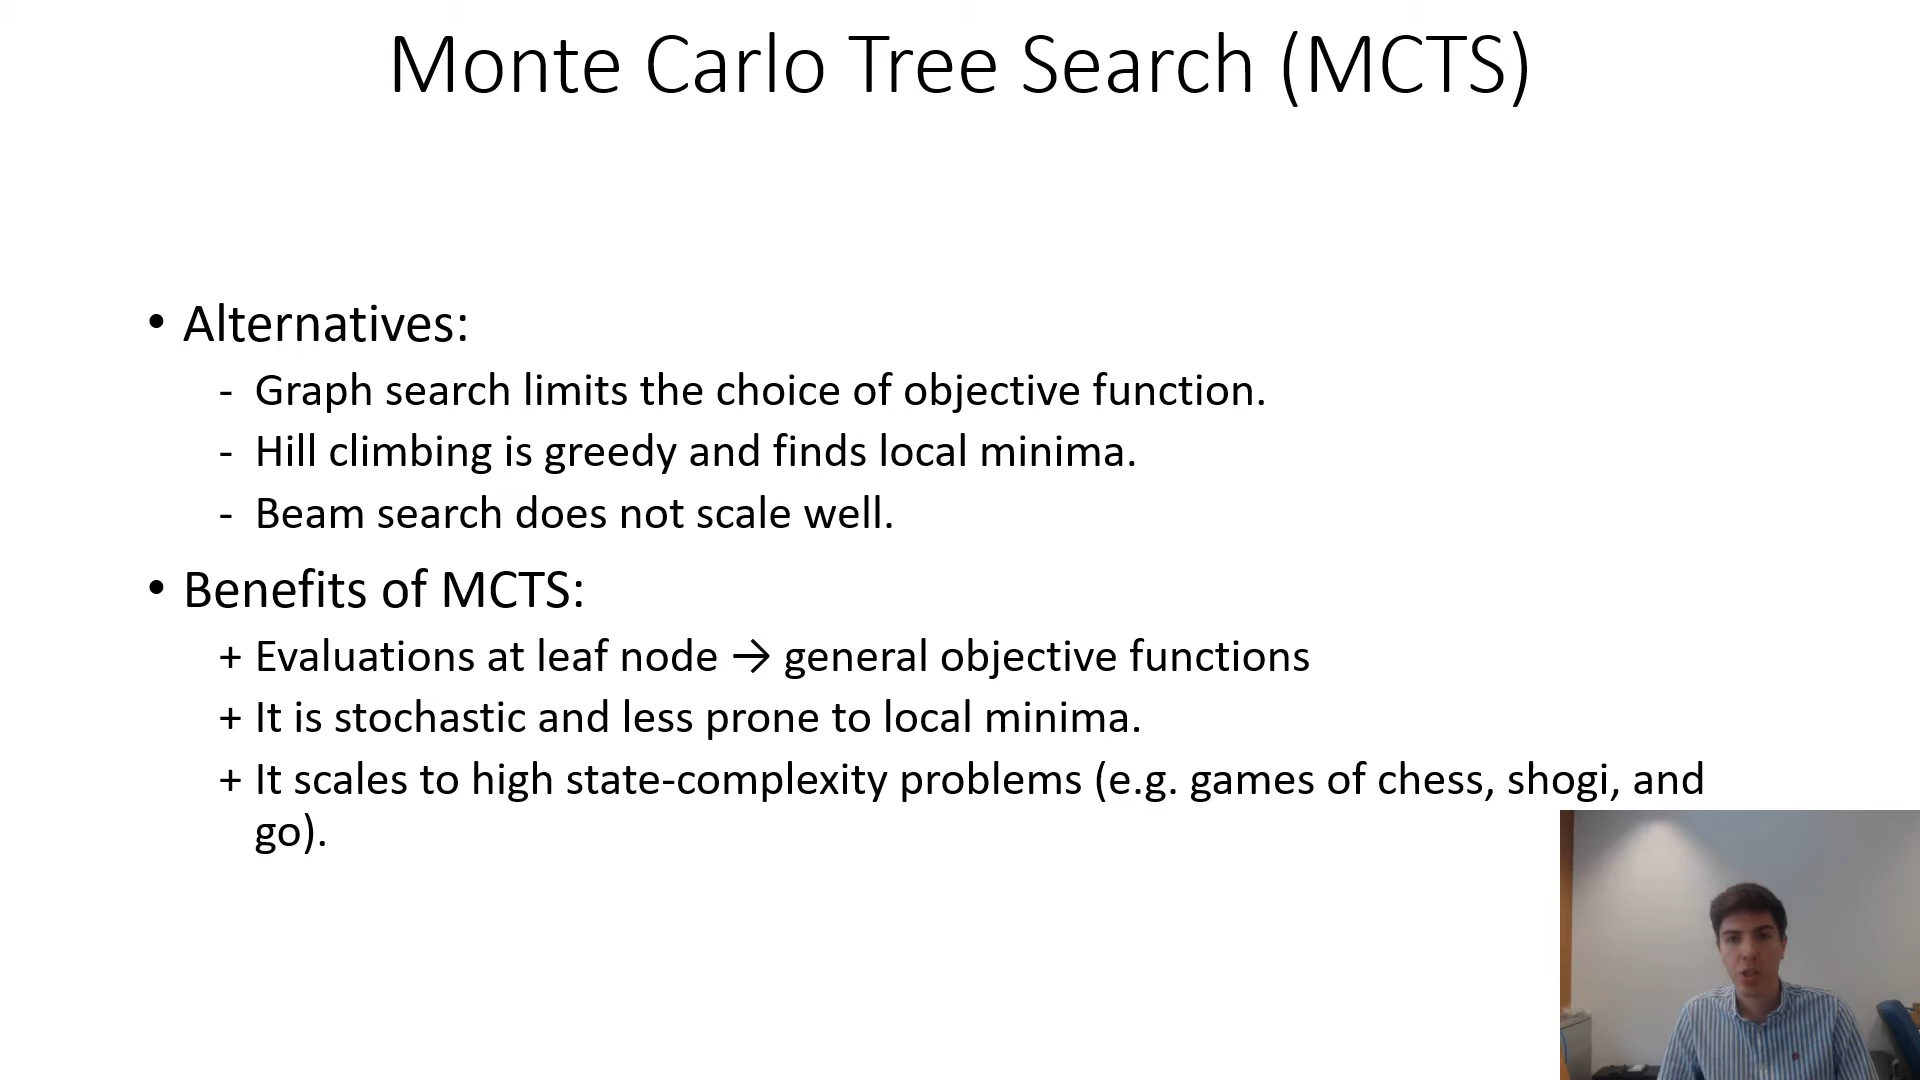 Monte Carlo Tree Search (MCTS)
• Alternatives:
- Graph search limits the choice of objective function.
- Hill climbing is greedy and finds local minima.
- Beam search does not scale well.
• Benefits of MCTS:
+ Evaluations at leaf node → general objective functions
+ It is stochastic and less prone to local minima.
+ It scales to high state-complexity problems (e.g. games of chess, shogi, and
go).